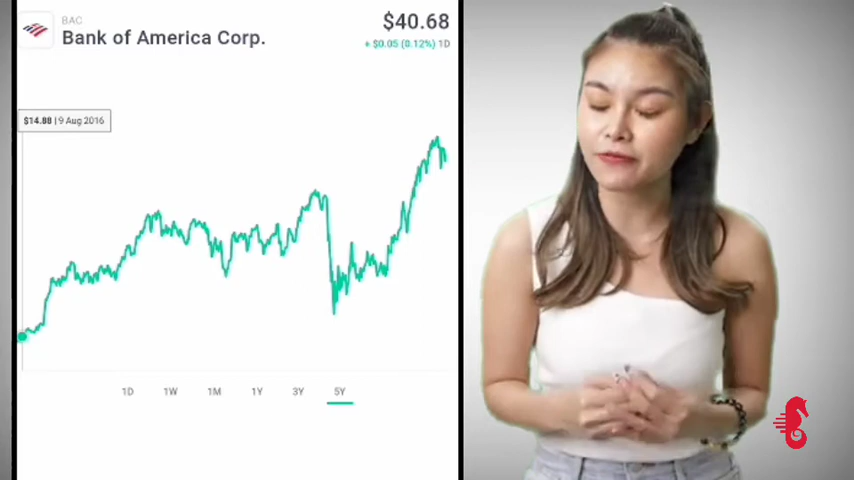 BAC
Bank of America Corp.
$40.68
+ $0.05 (0.12%) 1D
$14.88 | 9 Aug 2016
1D 1W 1M 1Y 3Y 5Y